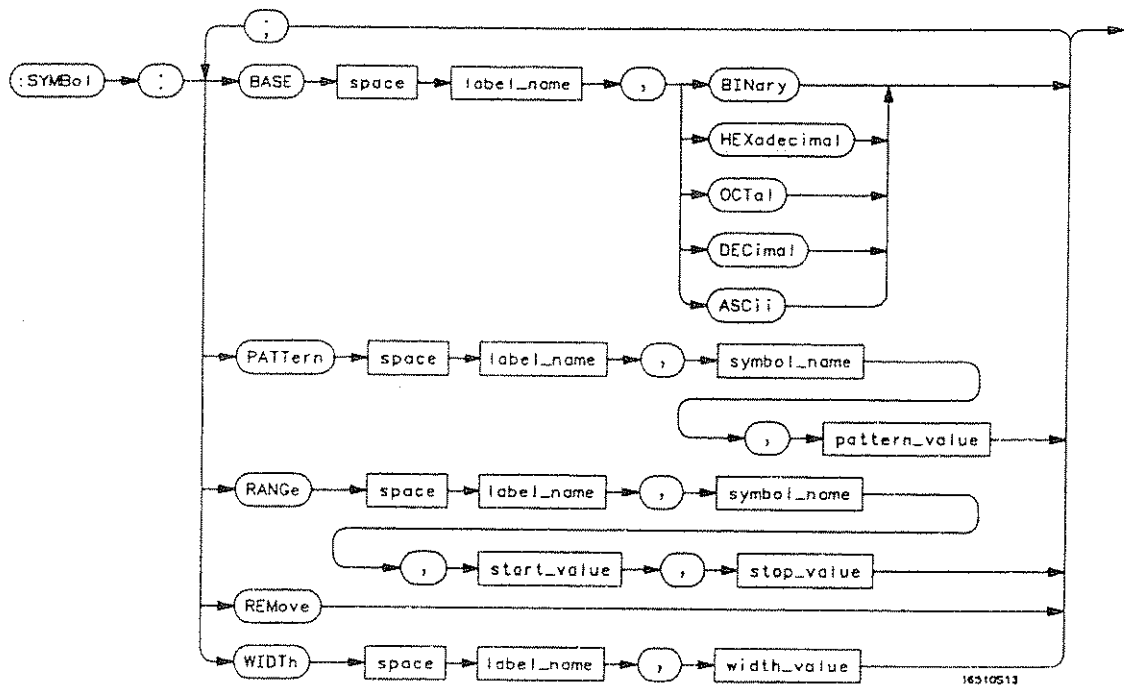 ;
:SYMBol : BASE space label_name , BINary
HEXadecimal
OCTal
DECimal
ASCii
PATTern space label_name , symbol_name
, pattern_value
RANGe space label_name , symbol_name
, start_value , stop_value
REMove
WIDTh space label_name , width_value
16510S13